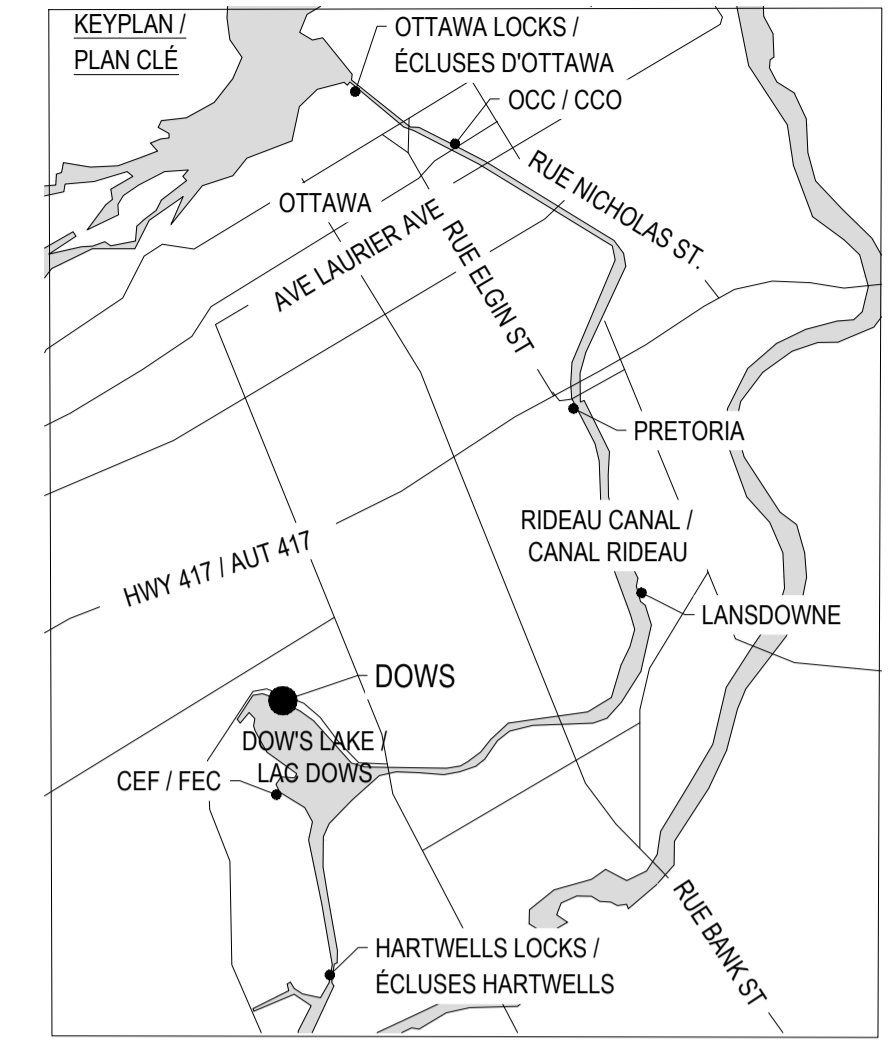 KEYPLAN /
PLAN CLÉ
OTTAWA LOCKS /
ÉCLUSES D'OTTAWA
OCC / CCO
RUE NICHOLAS ST.
OTTAWA
AVE LAURIER AVE
RUE ELGIN ST
PRETORIA
RIDEAU CANAL /
CANAL RIDEAU
HWY 417 / AUT 417
LANSDOWNE
DOWS
DOW'S LAKE /
LAC DOWS
CEF / FEC
RUE BANK ST
HARTWELLS LOCKS /
ÉCLUSES HARTWELLS